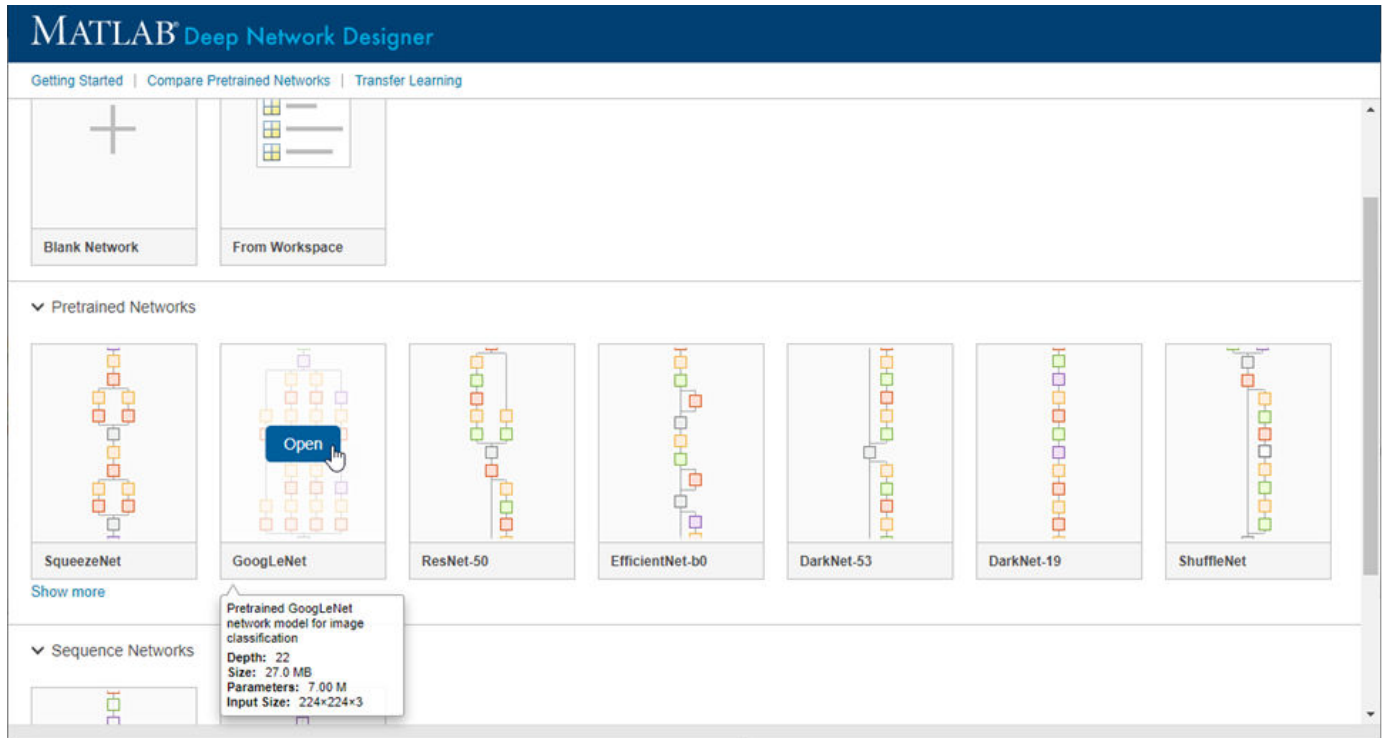 MATLAB® Deep Network Designer
Getting Started | Compare Pretrained Networks | Transfer Learning
Blank Network
From Workspace
Pretrained Networks
Open
SqueezeNet
GoogLeNet
ResNet-50
EfficientNet-b0
DarkNet-53
DarkNet-19
ShuffleNet
Show more
Pretrained GoogLeNet
network model for image
classification
Depth: 22
Size: 27.0 MB
Parameters: 7.00 M
Input Size: 224×224×3
Sequence Networks